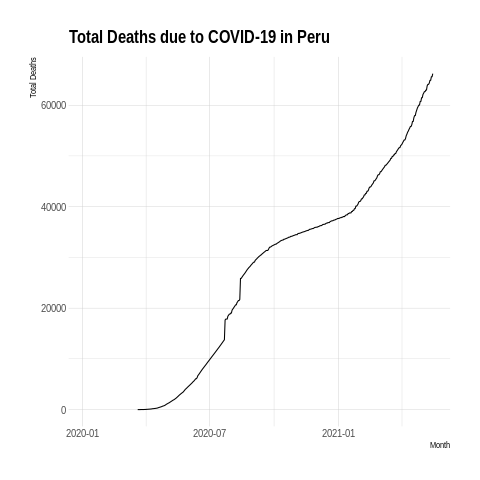 Total Deaths due to COVID-19 in Peru
Total Deaths
60000
40000
20000
0
2020-01 2020-07 2021-01
Month